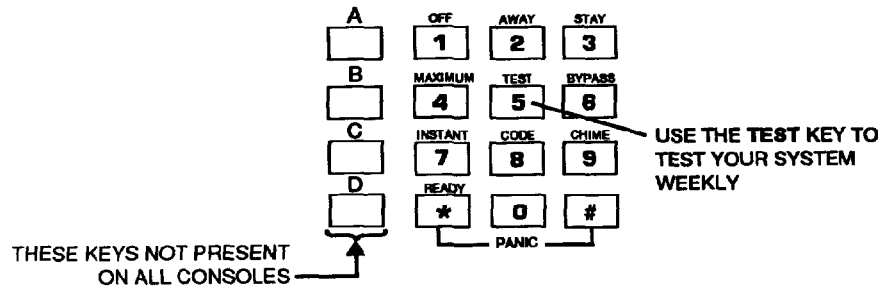 A OFF AWAY STAY
1 2 3
B MAXIMUM TEST BYPASS
4 5 6
C INSTANT CODE CHIME
7 8 9
D READY
* 0 #
PANIC
USE THE TEST KEY TO
TEST YOUR SYSTEM
WEEKLY
THESE KEYS NOT PRESENT
ON ALL CONSOLES